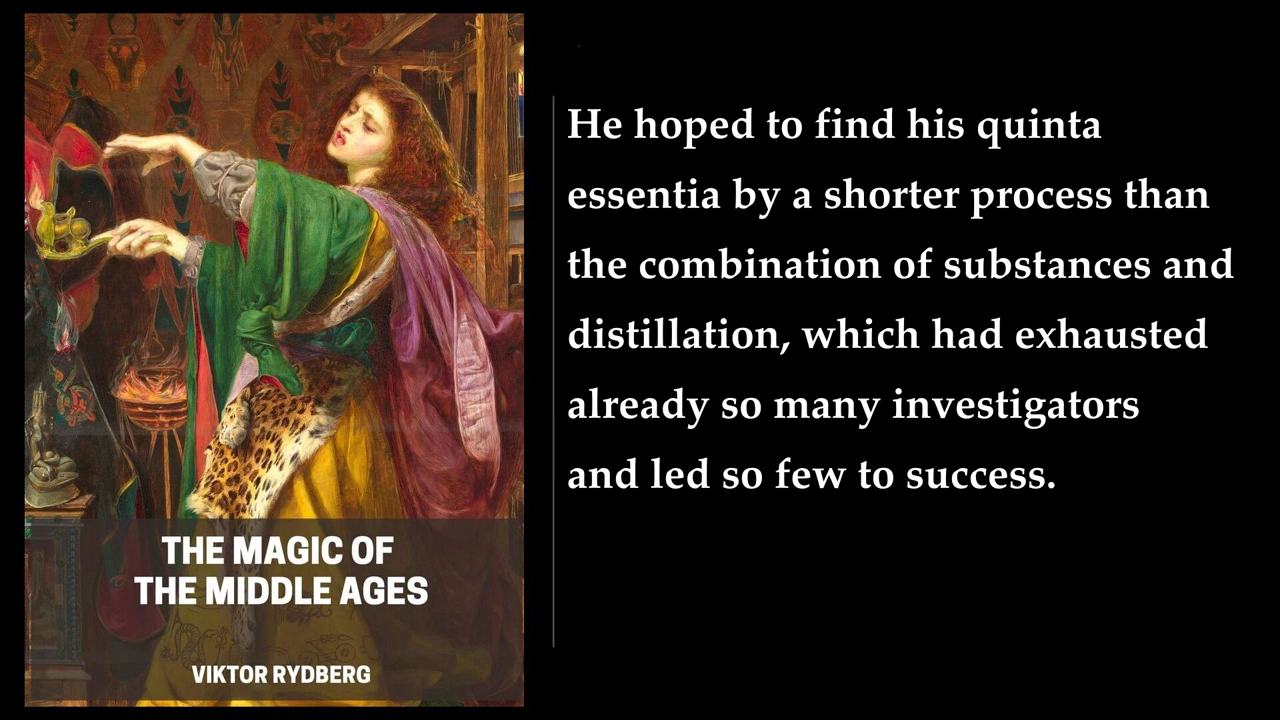 He hoped to find his quinta
essentia by a shorter process than
the combination of substances and
distillation, which had exhausted
already so many investigators
and led so few to success.
THE MAGIC OF
THE MIDDLE AGES
VIKTOR RYDBERG